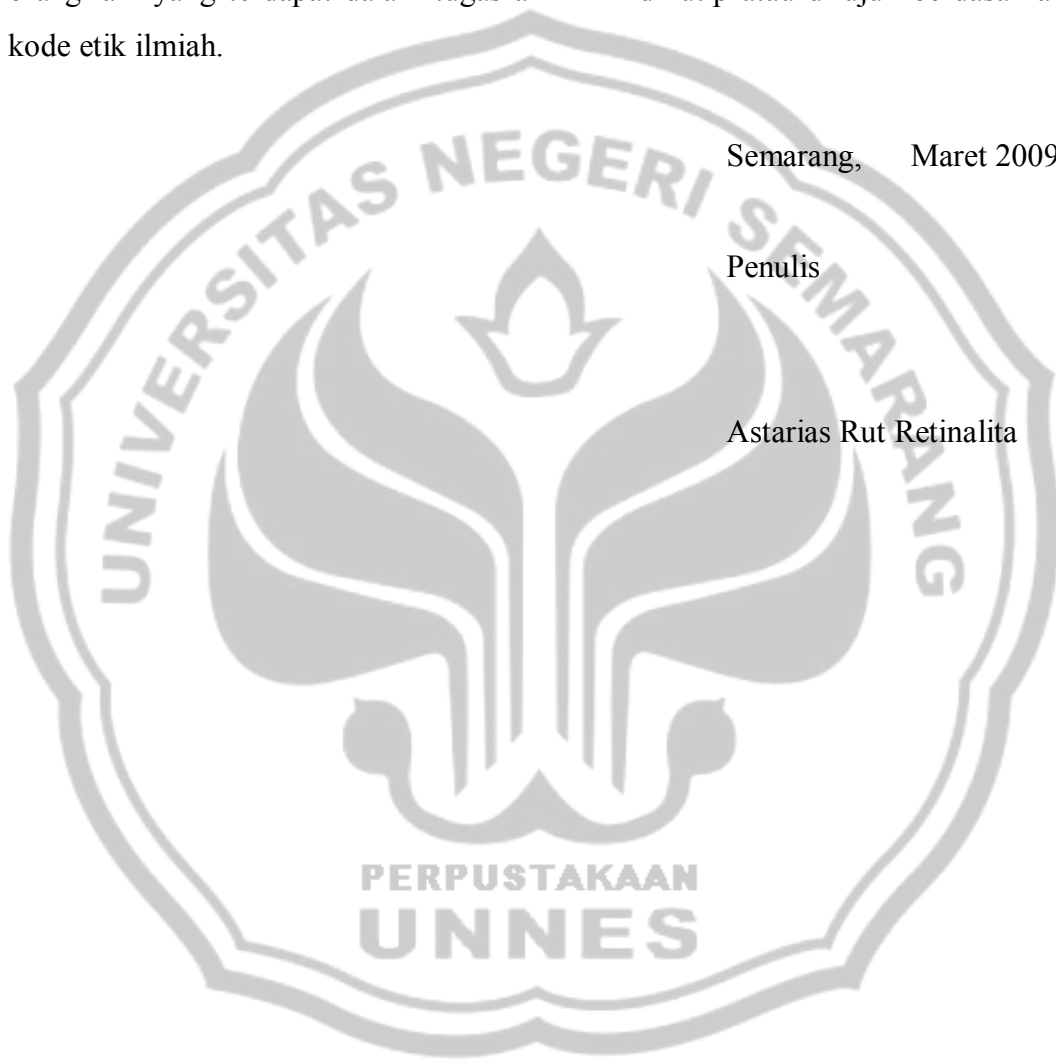 kode etik ilmiah.
Semarang, Maret 2009
Penulis
Astarias Rut Retinalita
UNIVERSITAS NEGERI SEMARANG
PERPUSTAKAAN
UNNES